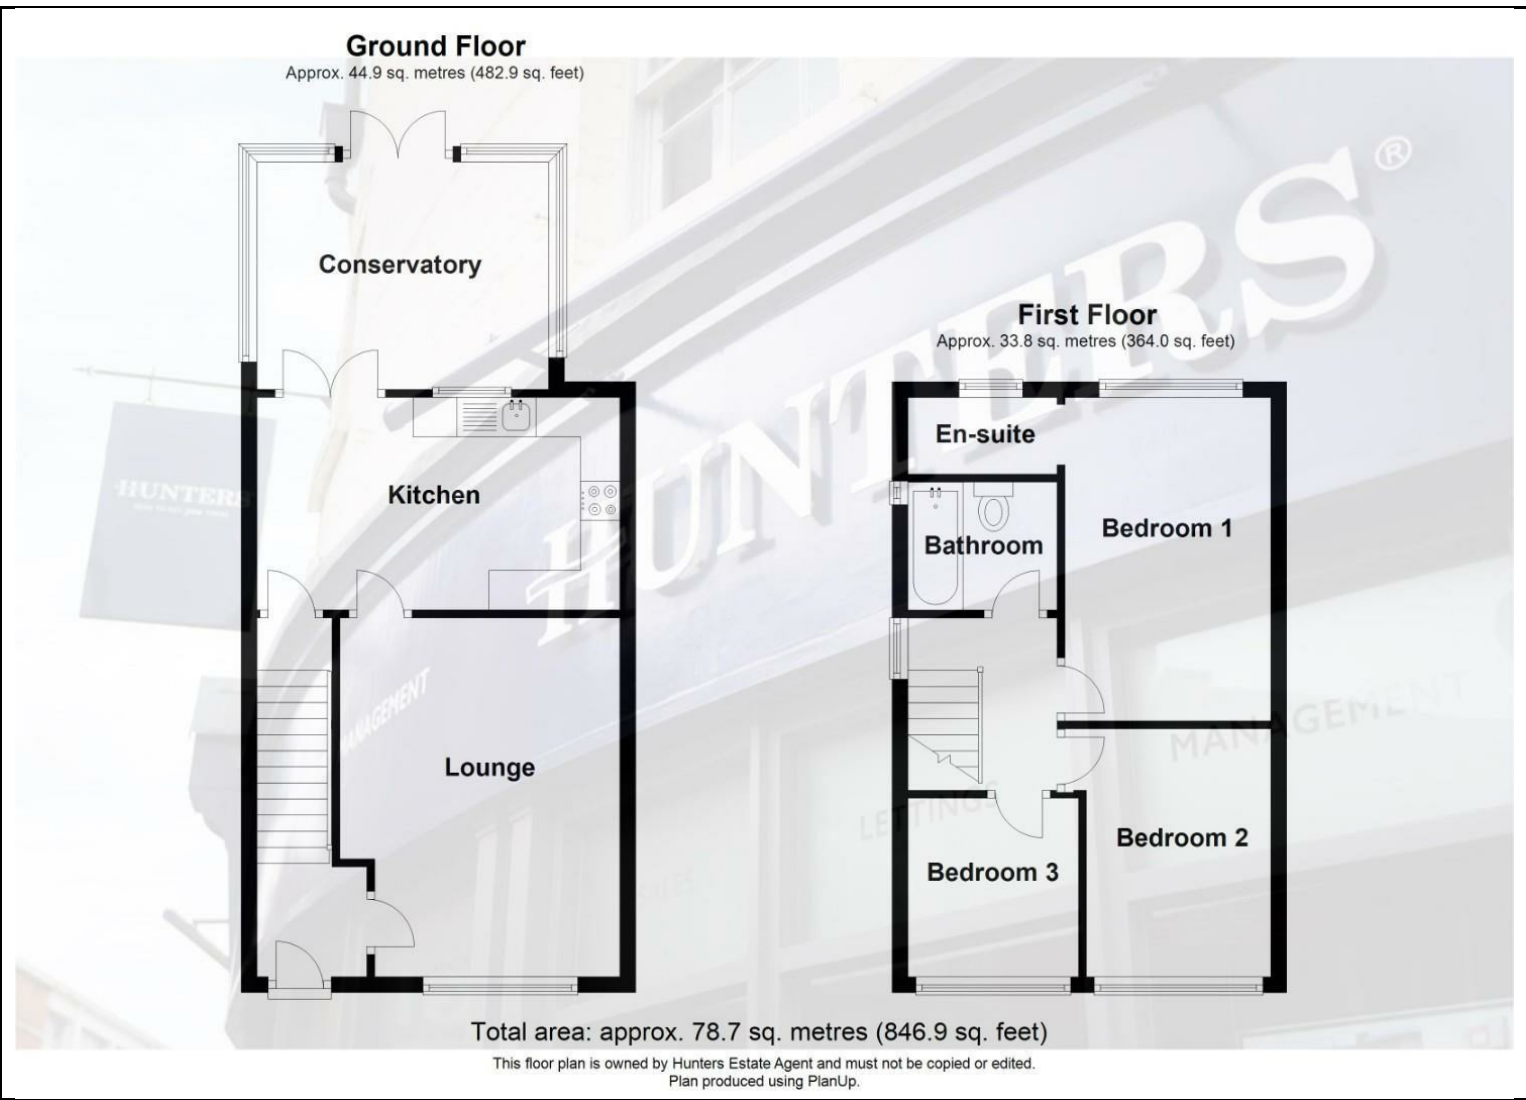 Ground Floor
Approx. 44.9 sq. metres (482.9 sq. feet)
Conservatory
Kitchen
Lounge
First Floor
Approx. 33.8 sq. metres (364.0 sq. feet)
En-suite
Bathroom
Bedroom 1
Bedroom 2
Bedroom 3
HUNTERS®
HUNTERS
MANAGEMENT
LETTINGS
MANAGEMENT
Total area: approx. 78.7 sq. metres (846.9 sq. feet)
This floor plan is owned by Hunters Estate Agent and must not be copied or edited.
Plan produced using PlanUp.